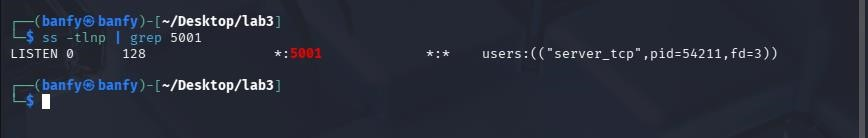 ┌──(banfy㉿banfy)-[~/Desktop/lab3]
└─$ ss -tlnp | grep 5001
LISTEN 0      128                *:5001             *:*    users:(("server_tcp",pid=54211,fd=3))
┌──(banfy㉿banfy)-[~/Desktop/lab3]
└─$